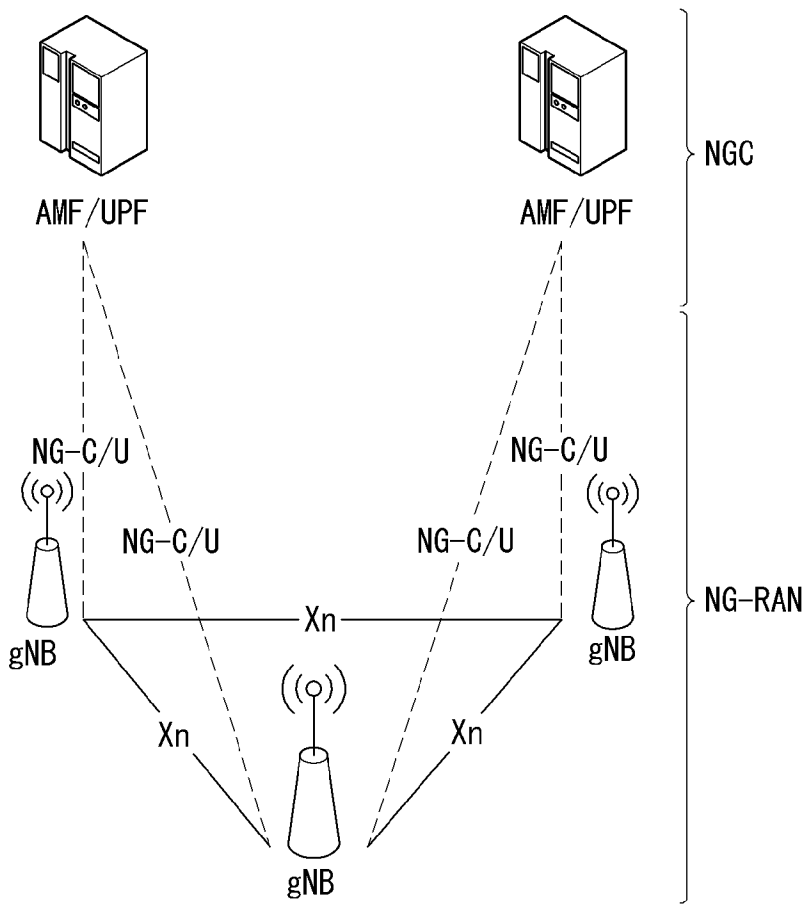 NGC
AMF/UPF
AMF/UPF
NG-C/U
NG-C/U
NG-C/U
NG-C/U
NG-RAN
Xn
gNB
gNB
Xn
Xn
gNB